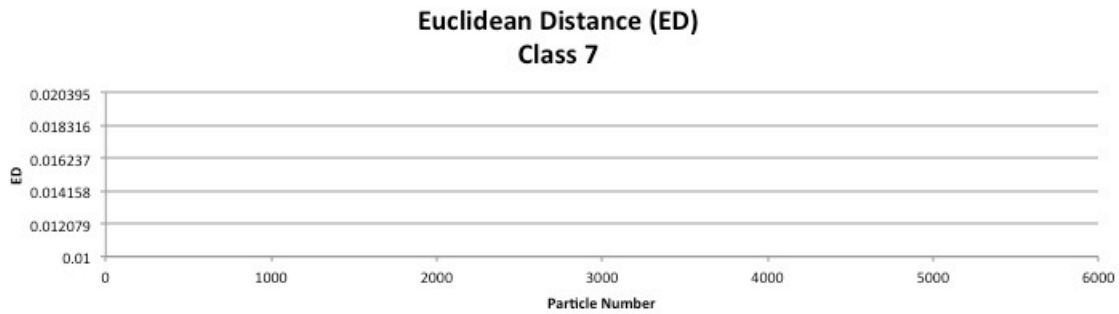 Euclidean Distance (ED)
Class 7
0.020395
0.018316
0.016237
0.014158
0.012079
0.01
ED
0 1000 2000 3000 4000 5000 6000
Particle Number